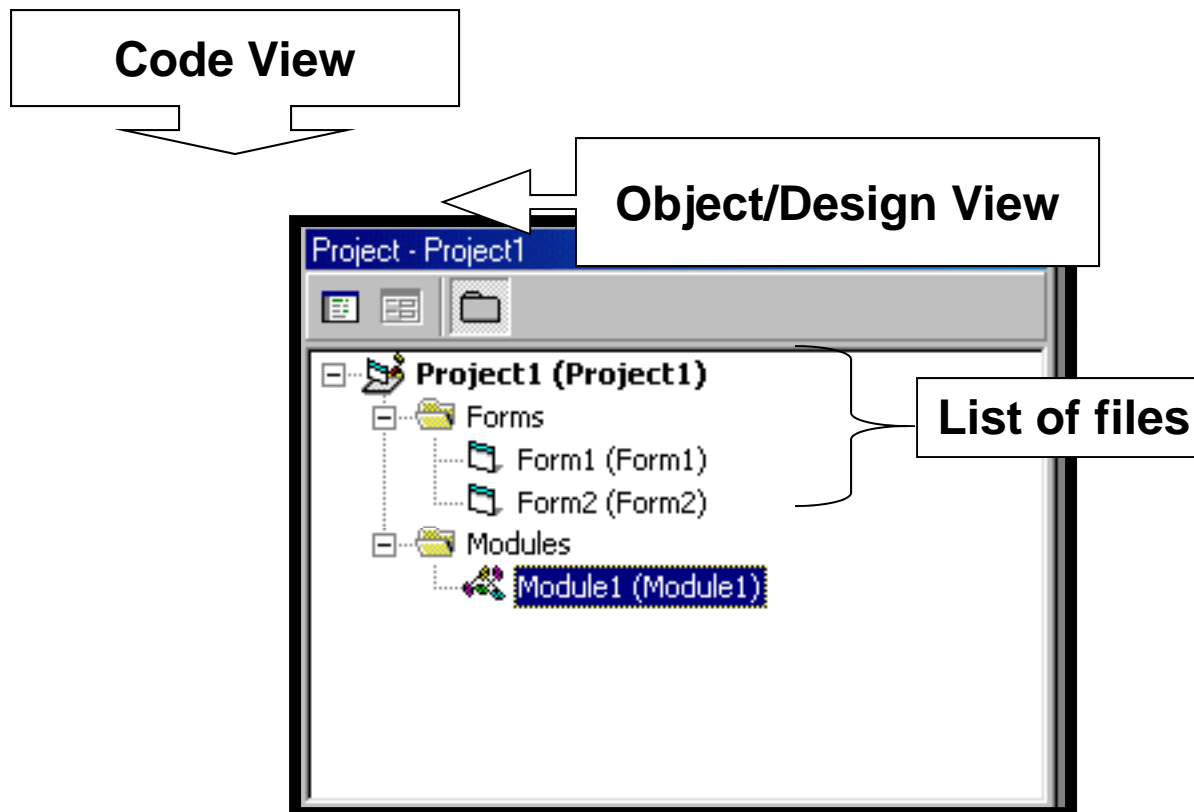 Code View
Object/Design View
Project - Project1
Project1 (Project1)
Forms
Form1 (Form1)
Form2 (Form2)
Modules
Module1 (Module1)
List of files